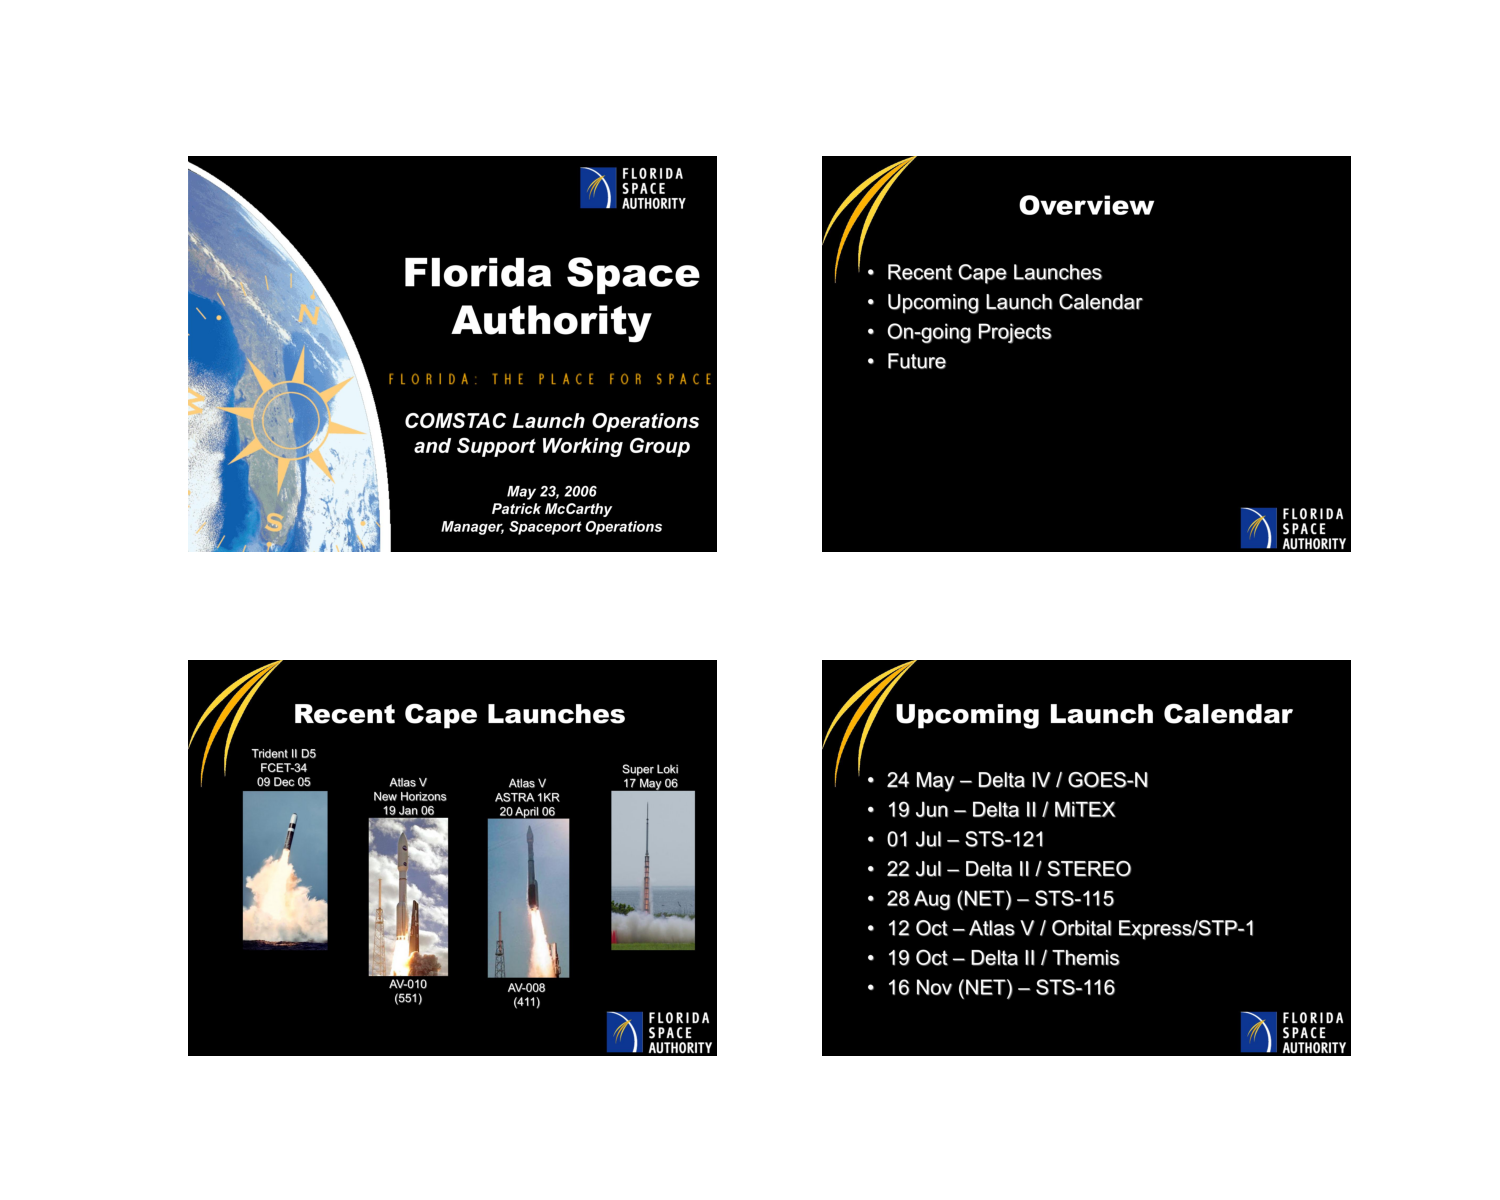 FLORIDA
SPACE
AUTHORITY
Florida Space
Authority
FLORIDA: THE PLACE FOR SPACE
COMSTAC Launch Operations
and Support Working Group
May 23, 2006
Patrick McCarthy
Manager, Spaceport Operations
N
W
S
Overview
• Recent Cape Launches
• Upcoming Launch Calendar
• On-going Projects
• Future
FLORIDA
SPACE
AUTHORITY
Recent Cape Launches
Trident II D5
FCET-34
09 Dec 05
Atlas V
New Horizons
19 Jan 06
AV-010
(551)
Atlas V
ASTRA 1KR
20 April 06
AV-008
(411)
Super Loki
17 May 06
FLORIDA
SPACE
AUTHORITY
Upcoming Launch Calendar
• 24 May – Delta IV / GOES-N
• 19 Jun – Delta II / MiTEX
• 01 Jul – STS-121
• 22 Jul – Delta II / STEREO
• 28 Aug (NET) – STS-115
• 12 Oct – Atlas V / Orbital Express/STP-1
• 19 Oct – Delta II / Themis
• 16 Nov (NET) – STS-116
FLORIDA
SPACE
AUTHORITY